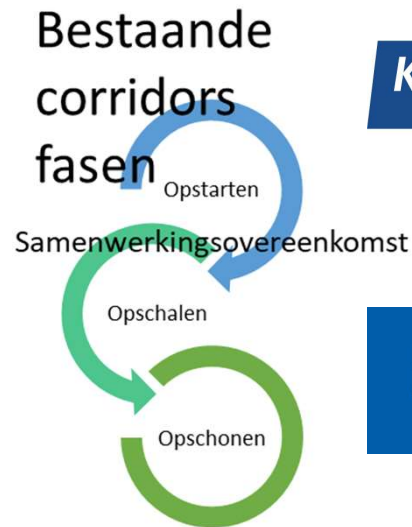 Bestaande
corridors
fasen
K
Opstarten
Samenwerkingsovereenkomst
Opschalen
Opschonen